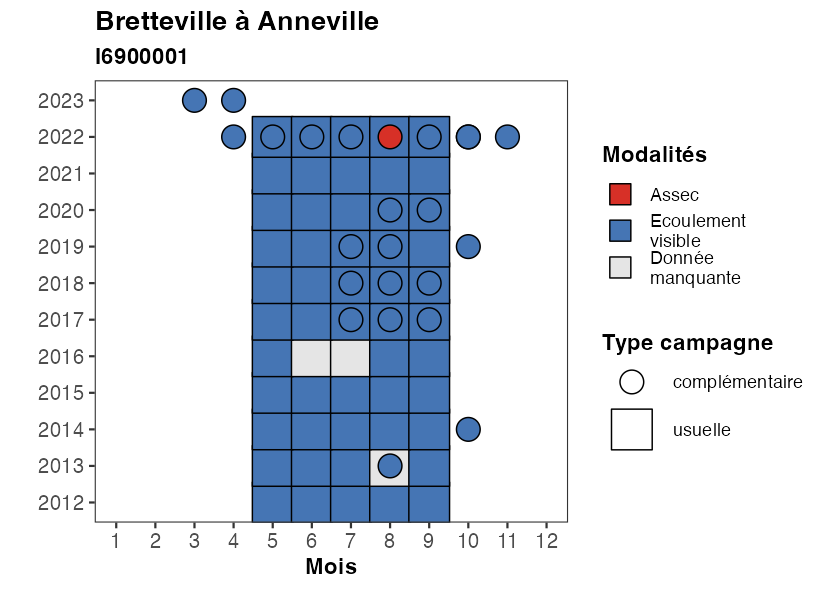 Bretteville à Anneville
I6900001
2023
2022
2021
2020
2019
2018
2017
2016
2015
2014
2013
2012
1 2 3 4 5 6 7 8 9 10 11 12
Mois
Modalités
Assec
Ecoulement
visible
Donnée
manquante
Type campagne
complémentaire
usuelle